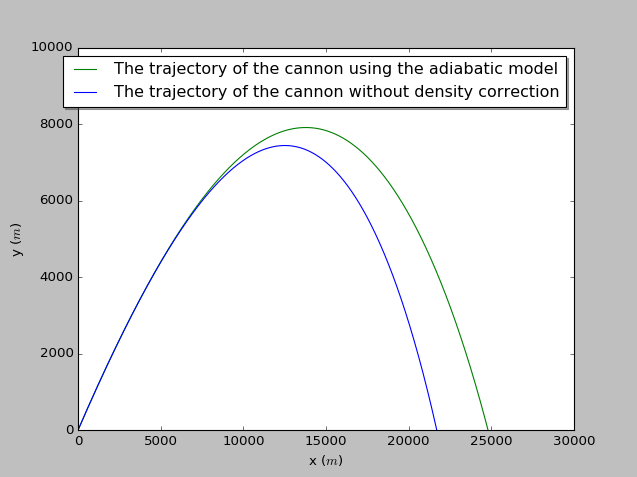 10000
The trajectory of the cannon using the adiabatic model
The trajectory of the cannon without density correction
8000
6000
y (m)
4000
2000
0
0 5000 10000 15000 20000 25000 30000
x (m)